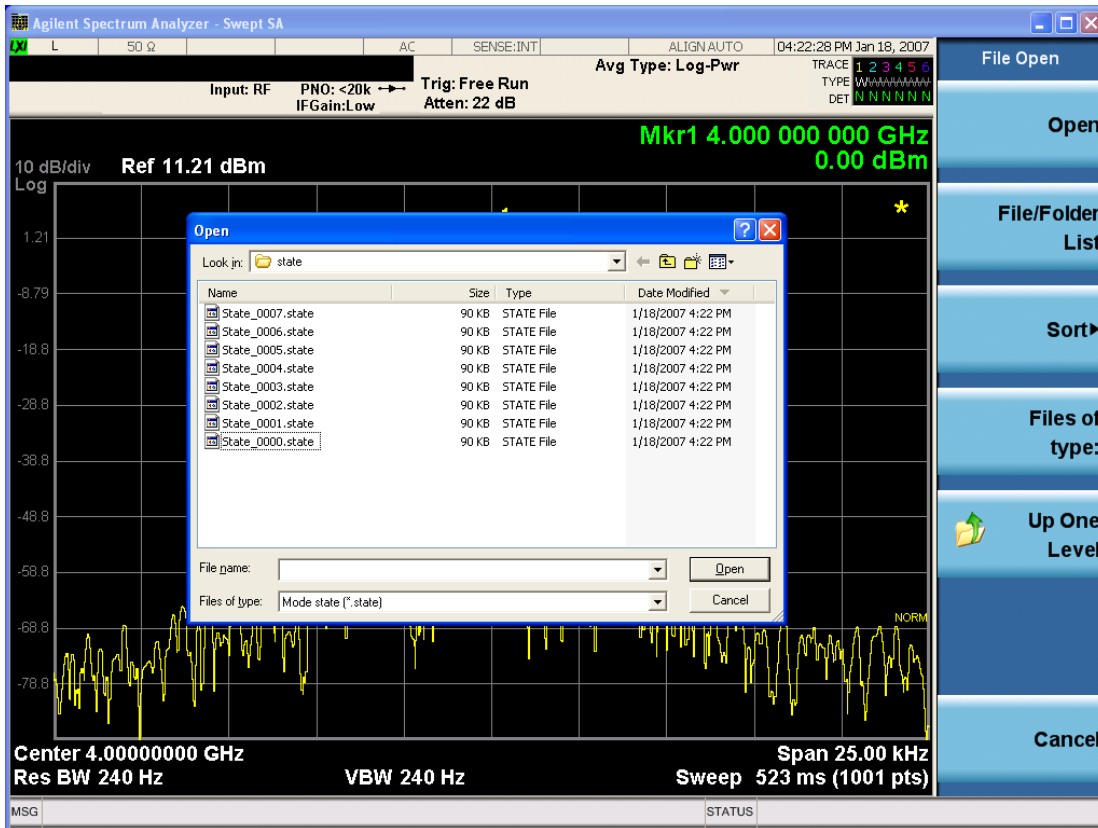 Agilent Spectrum Analyzer - Swept SA
LXI L 50 Ω AC SENSE:INT ALIGN AUTO 04:22:28 PM Jan 18, 2007
Input: RF PNO: <20k IFGain:Low
Trig: Free Run
Atten: 22 dB
Avg Type: Log-Pwr
TRACE 1 2 3 4 5 6
TYPE WWWWWW
DET N N N N N N
Mkr1 4.000 000 000 GHz
0.00 dBm
10 dB/div Ref 11.21 dBm
Log
1.21
-8.79
-18.8
-28.8
-38.8
-48.8
-58.8
-68.8
-78.8
*
NORM
Open
Look in: state
Name Size Type Date Modified
State_0007.state 90 KB STATE File 1/18/2007 4:22 PM
State_0006.state 90 KB STATE File 1/18/2007 4:22 PM
State_0005.state 90 KB STATE File 1/18/2007 4:22 PM
State_0004.state 90 KB STATE File 1/18/2007 4:22 PM
State_0003.state 90 KB STATE File 1/18/2007 4:22 PM
State_0002.state 90 KB STATE File 1/18/2007 4:22 PM
State_0001.state 90 KB STATE File 1/18/2007 4:22 PM
State_0000.state 90 KB STATE File 1/18/2007 4:22 PM
File name: Open
Files of type: Mode state (*.state) Cancel
Center 4.00000000 GHz Span 25.00 kHz
Res BW 240 Hz VBW 240 Hz Sweep 523 ms (1001 pts)
MSG STATUS
File Open
Open
File/Folder
List
Sort
Files of
type:
Up One
Level
Cancel